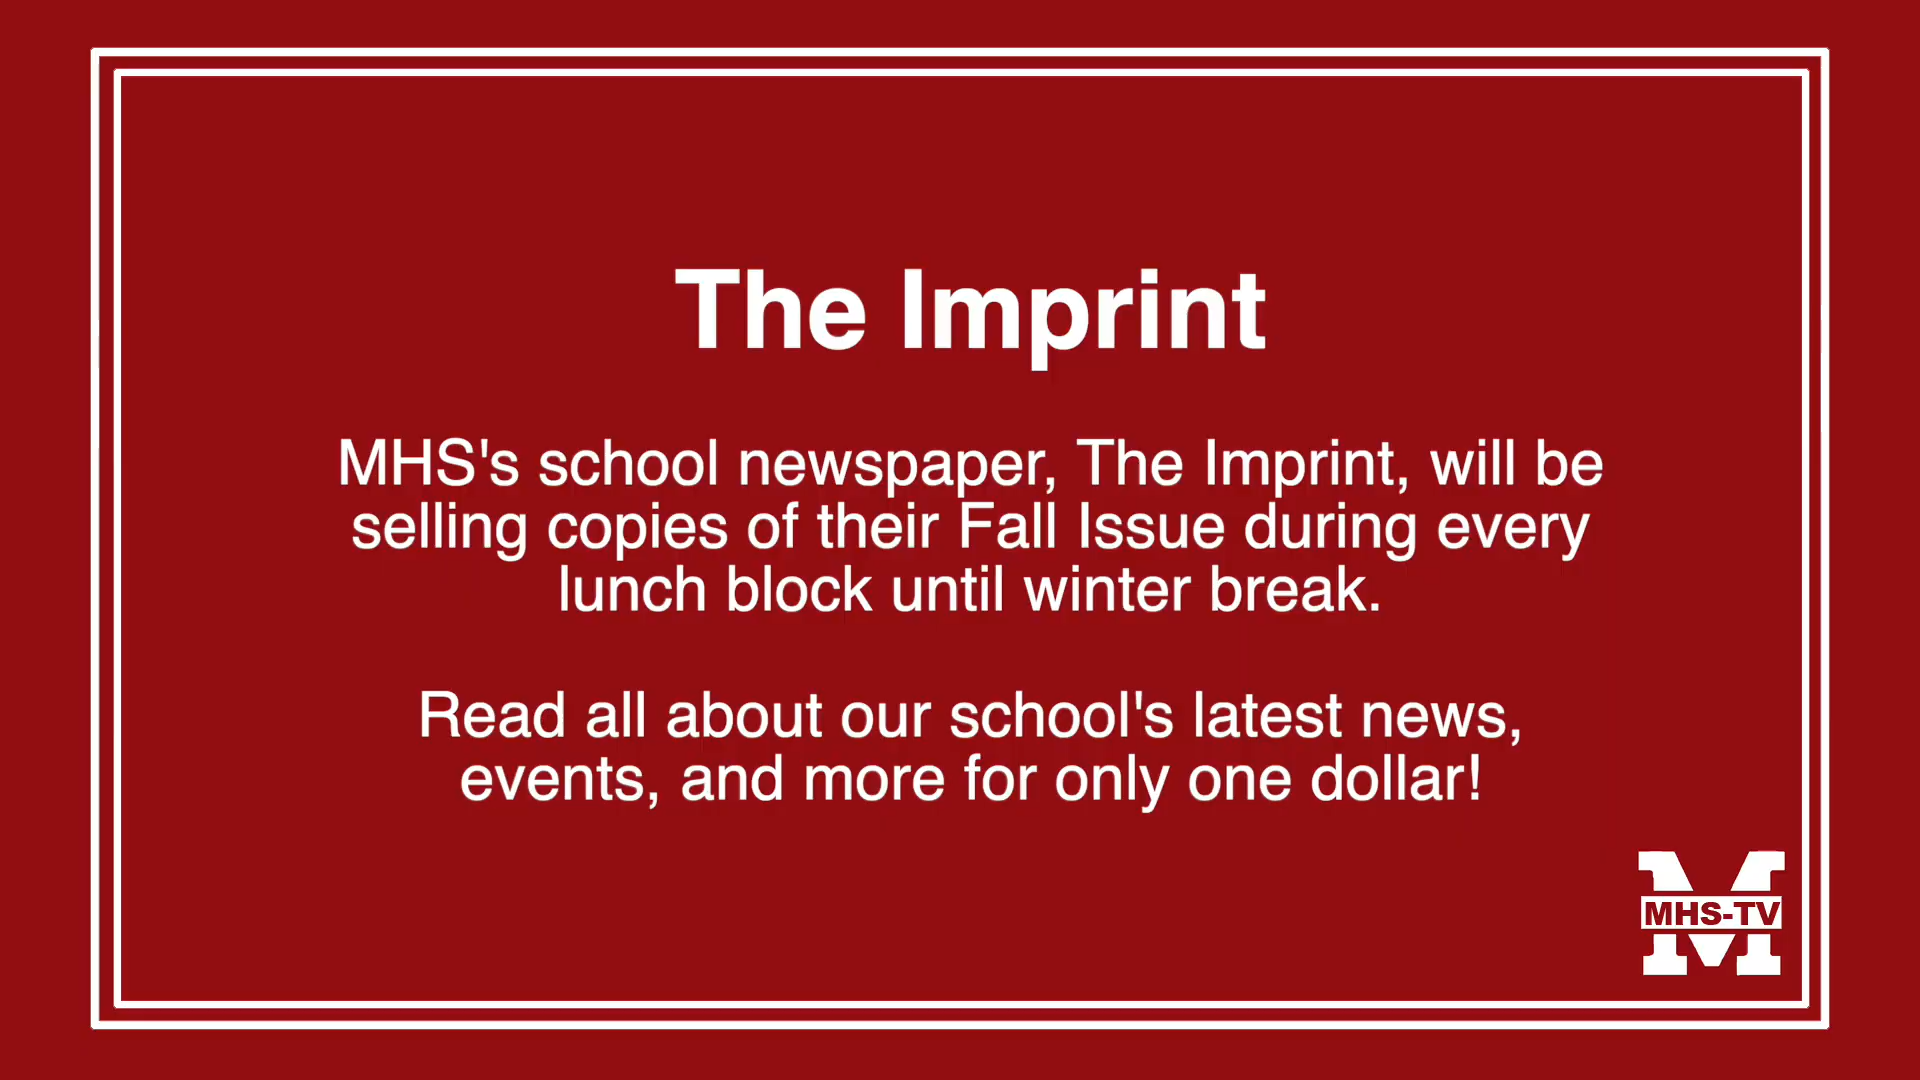 The Imprint
MHS's school newspaper, The Imprint, will be
selling copies of their Fall Issue during every
lunch block until winter break.
Read all about our school's latest news,
events, and more for only one dollar!
MHS-TV